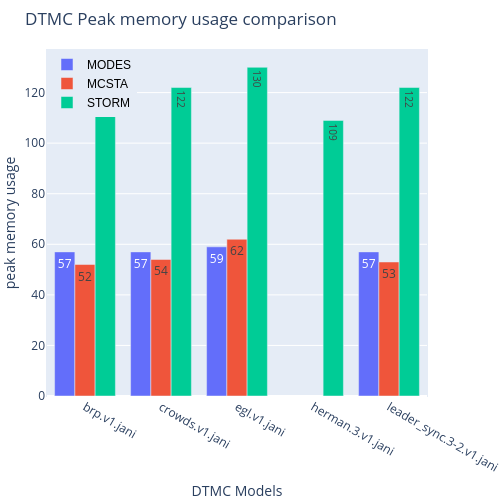 DTMC Peak memory usage comparison
MODES
MCSTA
STORM
peak memory usage
120
100
80
60
40
20
0
57
52
57
54
122
59
62
130
109
57
53
122
brp.v1.jani
crowds.v1.jani
egl.v1.jani
herman.3.v1.jani
leader_sync.3-2.v1.jani
DTMC Models